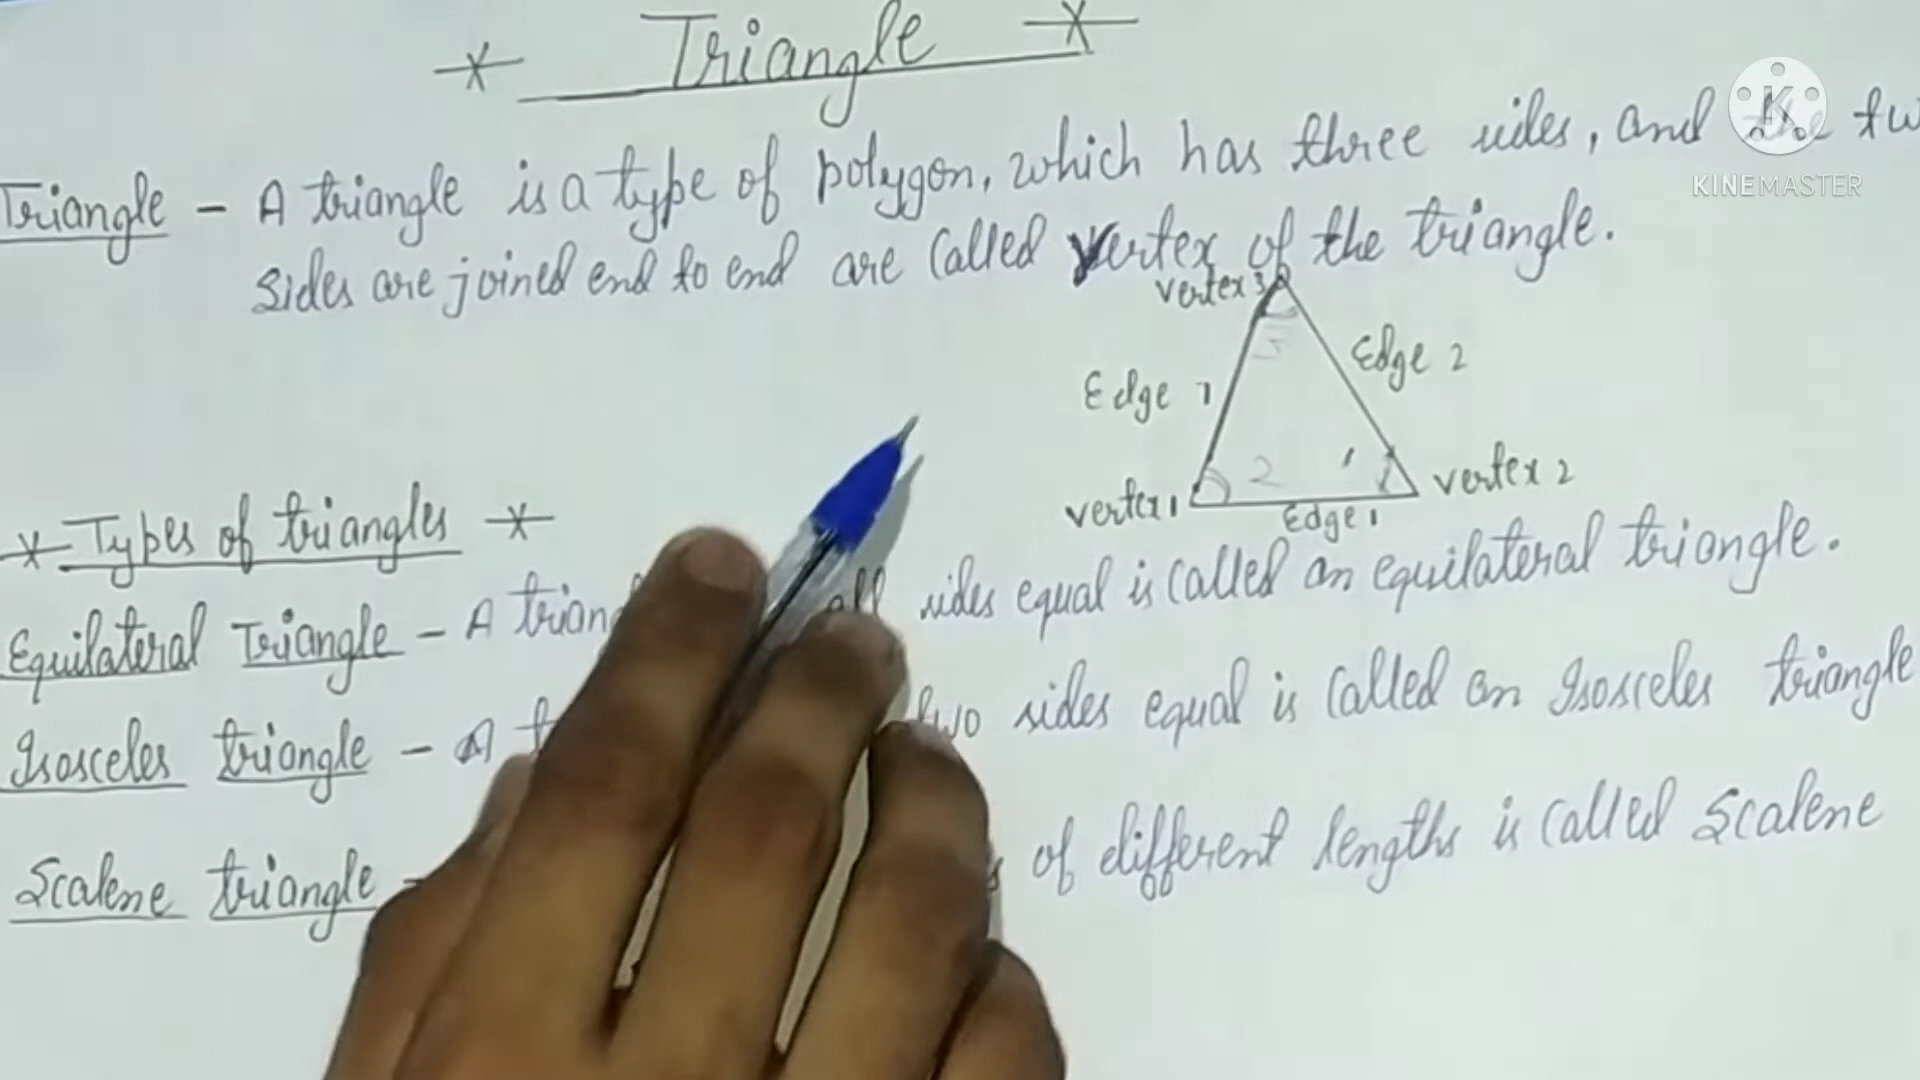 * Triangle *
KINEMASTER
Triangle - A triangle is a type of polygon, which has three sides, and the tw
sides are joined end to end are called vertex of the triangle.
vertex 3
Edge 2
Edge
3
2 1
vertex 1
vertex 2
Edge 1
* Types of triangles *
Equilateral Triangle - A trian all sides equal is called an equilateral triangle.
Isosceles triangle - A t two sides equal is called an Isosceles triangle
Scalene triangle - s of different lengths is called Scalene